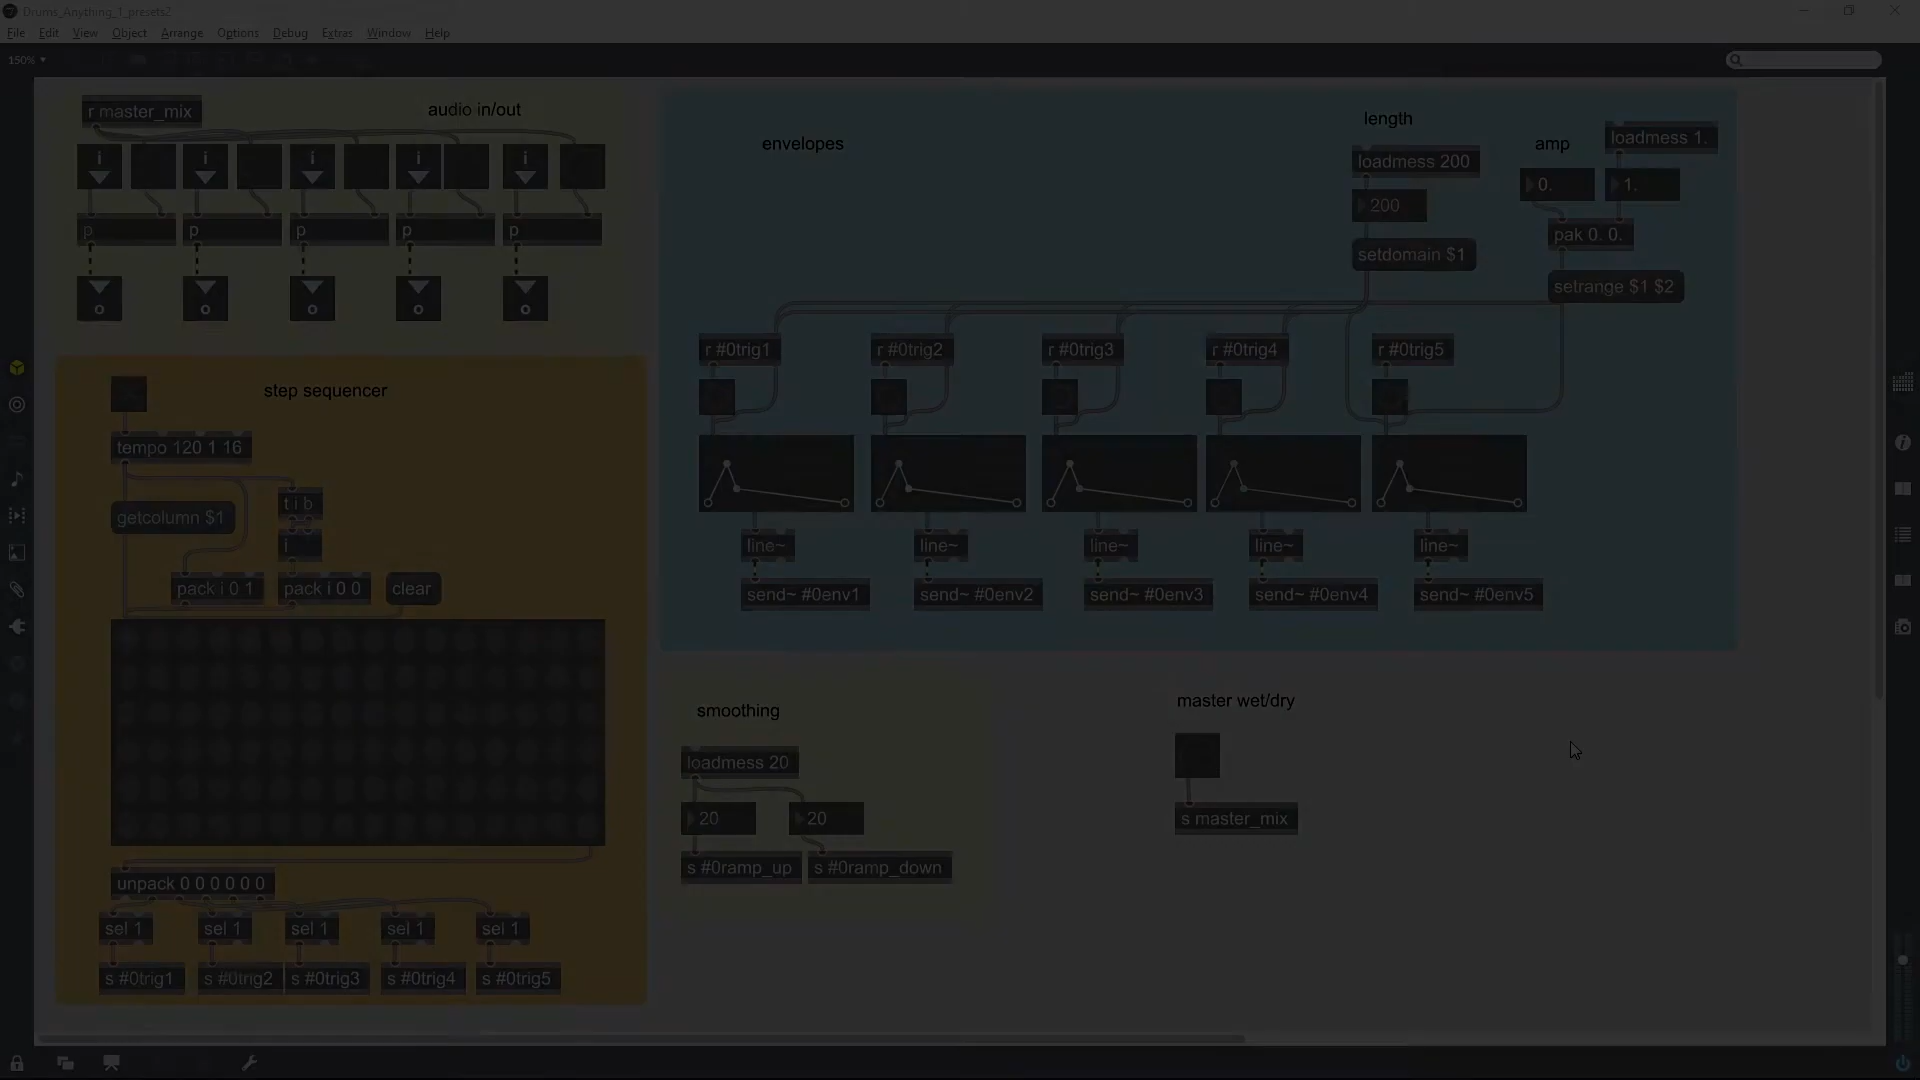 Drums_Anything_1_presets2
File Edit View Object Arrange Options Debug Extras Window Help
150%
r master_mix
audio in/out
i i i i i
p p p p p
o o o o o
step sequencer
tempo 120 1 16
t i b
getcolumn $1
i
pack i 0 1
pack i 0 0
clear
unpack 0 0 0 0 0 0
sel 1 sel 1 sel 1 sel 1 sel 1
s #0trig1 s #0trig2 s #0trig3 s #0trig4 s #0trig5
envelopes
length
loadmess 200
200
setdomain $1
amp
loadmess 1.
0. 1.
pak 0. 0.
setrange $1 $2
r #0trig1 r #0trig2 r #0trig3 r #0trig4 r #0trig5
line~ line~ line~ line~ line~
send~ #0env1 send~ #0env2 send~ #0env3 send~ #0env4 send~ #0env5
smoothing
loadmess 20
20 20
s #0ramp_up s #0ramp_down
master wet/dry
s master_mix